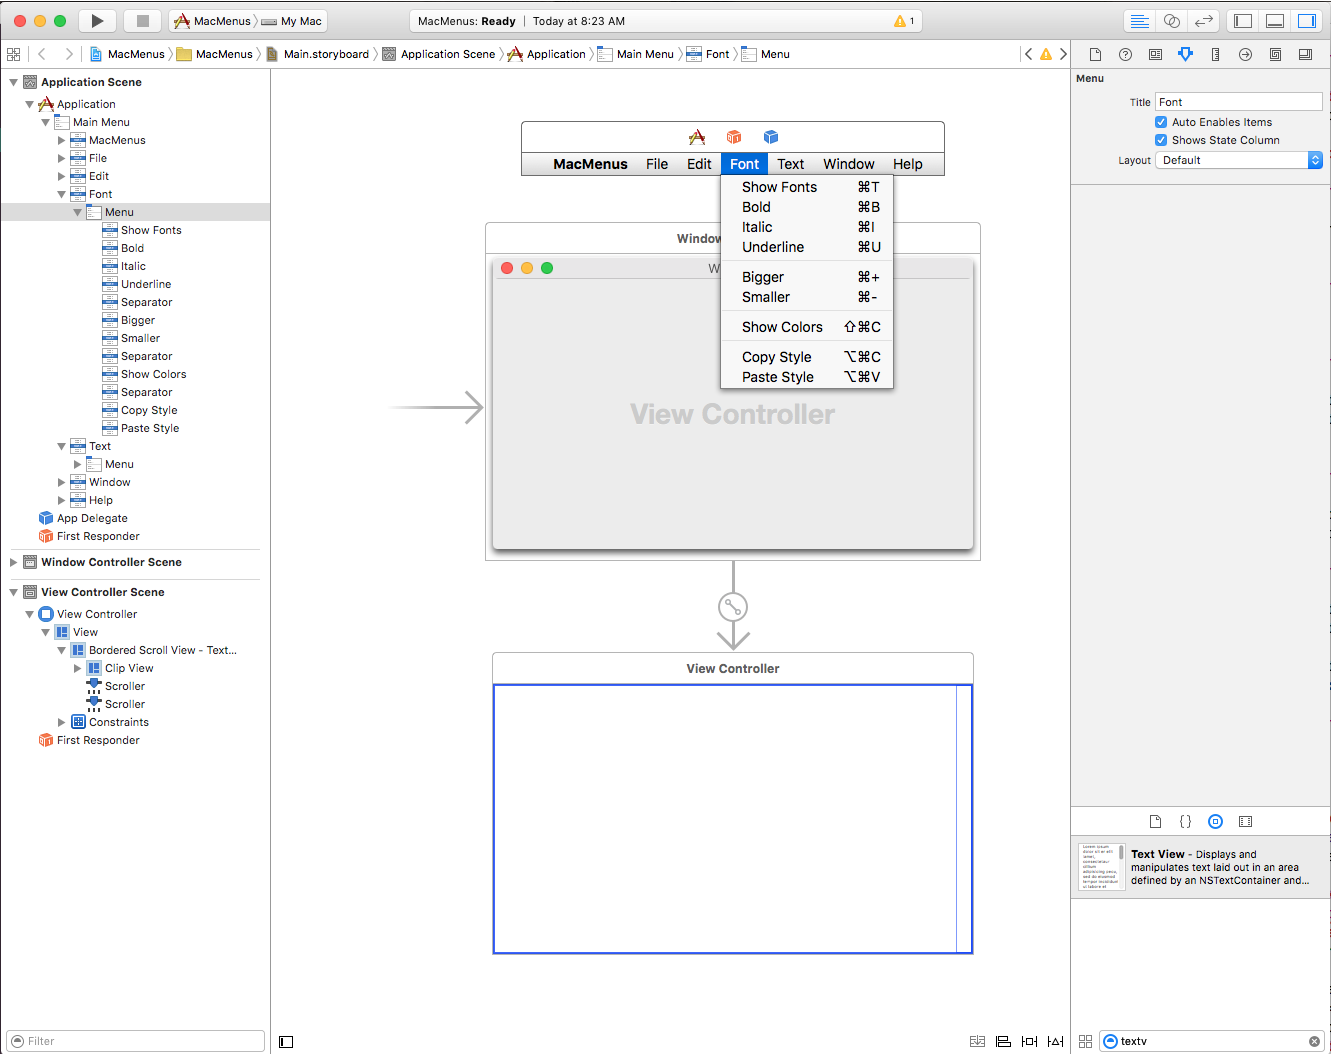 MacMenus
My Mac
MacMenus: Ready
Today at 8:23 AM
1
MacMenus
MacMenus
Main.storyboard
Application Scene
Application
Main Menu
Font
Menu
Application Scene
Application
Main Menu
MacMenus
File
Edit
Font
Menu
Show Fonts
Bold
Italic
Underline
Separator
Bigger
Smaller
Separator
Show Colors
Separator
Copy Style
Paste Style
Text
Menu
Window
Help
App Delegate
First Responder
Window Controller Scene
View Controller Scene
View Controller
View
Bordered Scroll View - Text...
Clip View
Scroller
Scroller
Constraints
First Responder
Filter
MacMenus File Edit Font Text Window Help
Show Fonts ⌘T
Bold ⌘B
Italic ⌘I
Underline ⌘U
Bigger ⌘+
Smaller ⌘-
Show Colors ⇧⌘C
Copy Style ⌥⌘C
Paste Style ⌥⌘V
Window
W
View Controller
View Controller
Menu
Title Font
Auto Enables Items
Shows State Column
Layout Default
{}
Text View - Displays and
manipulates text laid out in an area
defined by an NSTextContainer and...
textv